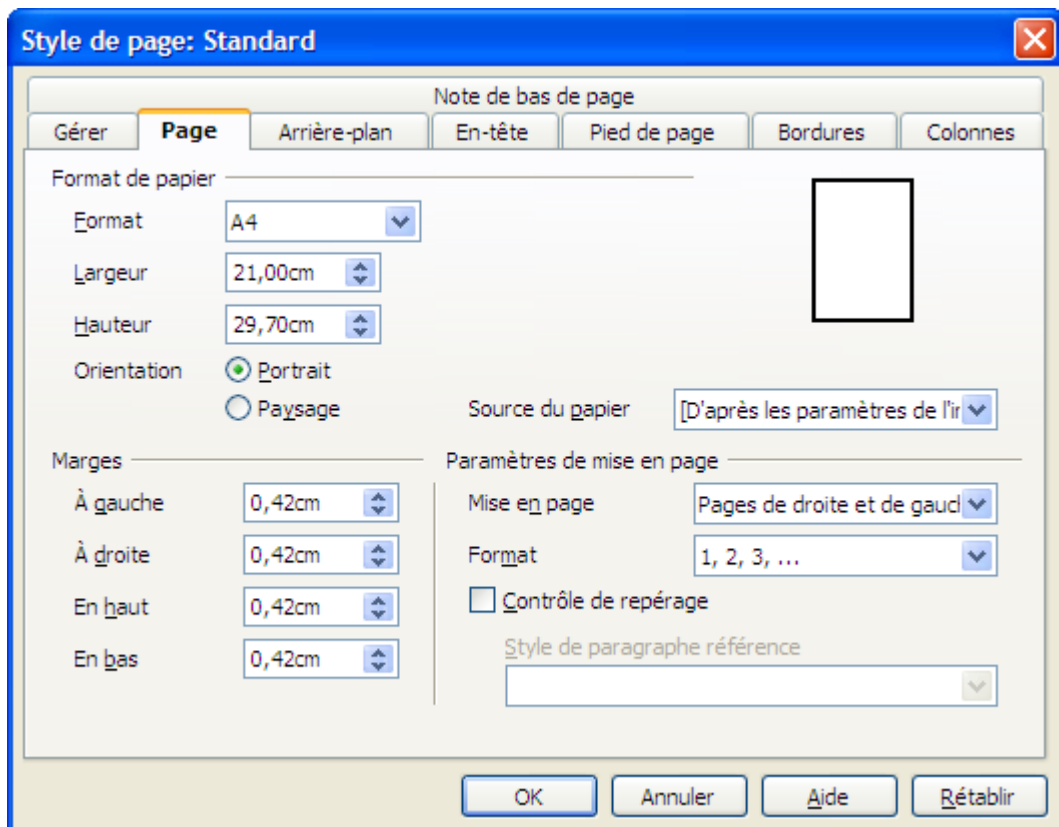 Style de page: Standard
Note de bas de page
Gérer Page Arrière-plan En-tête Pied de page Bordures Colonnes
Format de papier
Format A4
Largeur 21,00cm
Hauteur 29,70cm
Orientation Portrait
Paysage Source du papier [D'après les paramètres de l'ir
Marges Paramètres de mise en page
À gauche 0,42cm Mise en page Pages de droite et de gaucl
À droite 0,42cm Format 1, 2, 3, ...
En haut 0,42cm Contrôle de repérage
En bas 0,42cm Style de paragraphe référence
OK Annuler Aide Rétablir